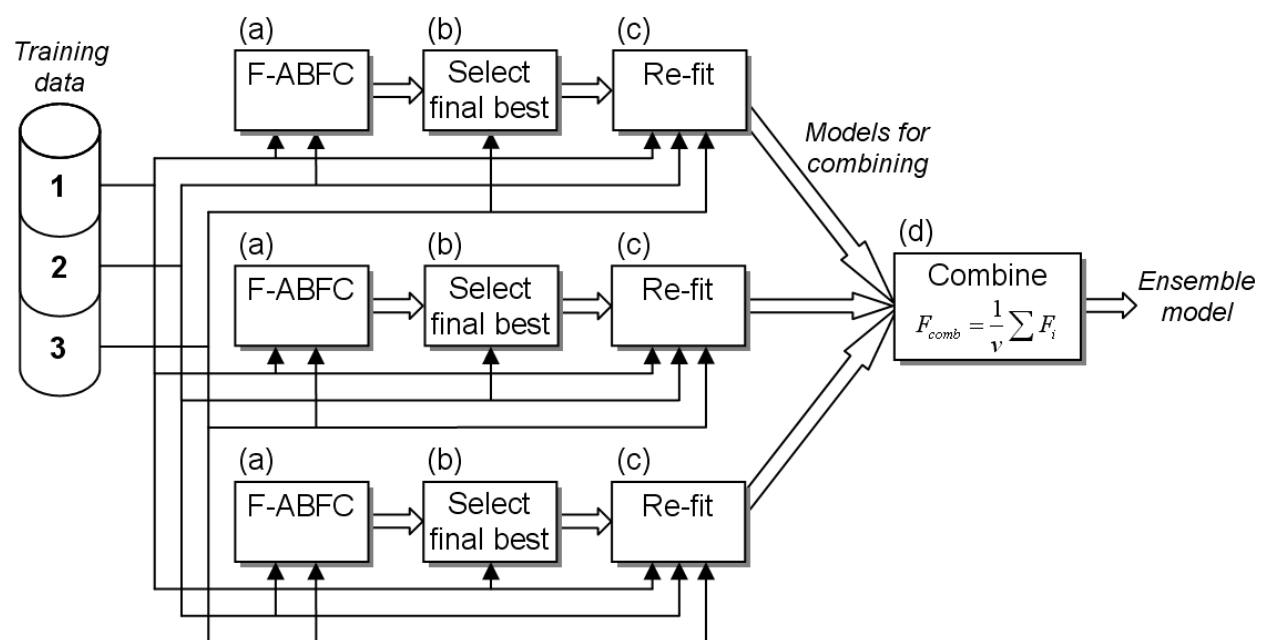 Training
data
1
2
3
(a)
F-ABFC
(b)
Select
final best
(c)
Re-fit
(a)
F-ABFC
(b)
Select
final best
(c)
Re-fit
(a)
F-ABFC
(b)
Select
final best
(c)
Re-fit
Models for
combining
(d)
Combine
F_comb = 1/ν ∑ F_i
Ensemble
model